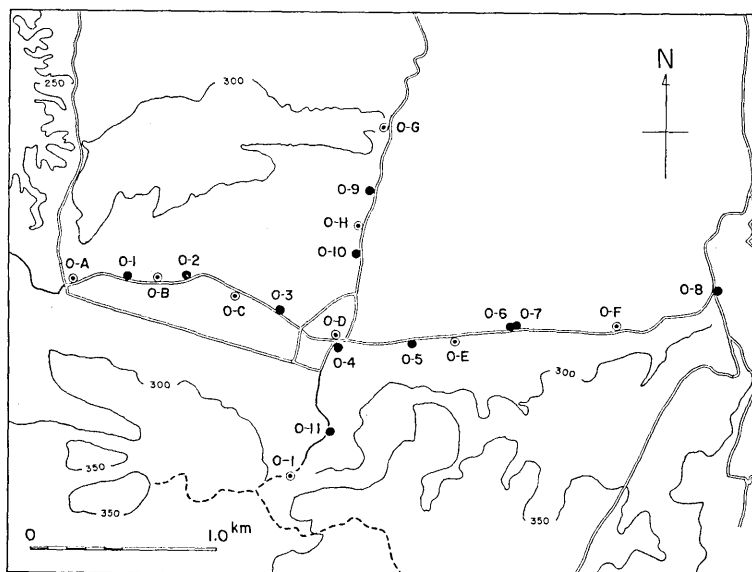 250
300
N
O-G
O-9
O-H
O-10
O-A
O-1
O-B
O-2
O-C
O-3
O-D
O-4
O-5
O-E
O-6
O-7
O-F
O-8
300
300
O-11
O-I
350
350
350
0
1.0 km